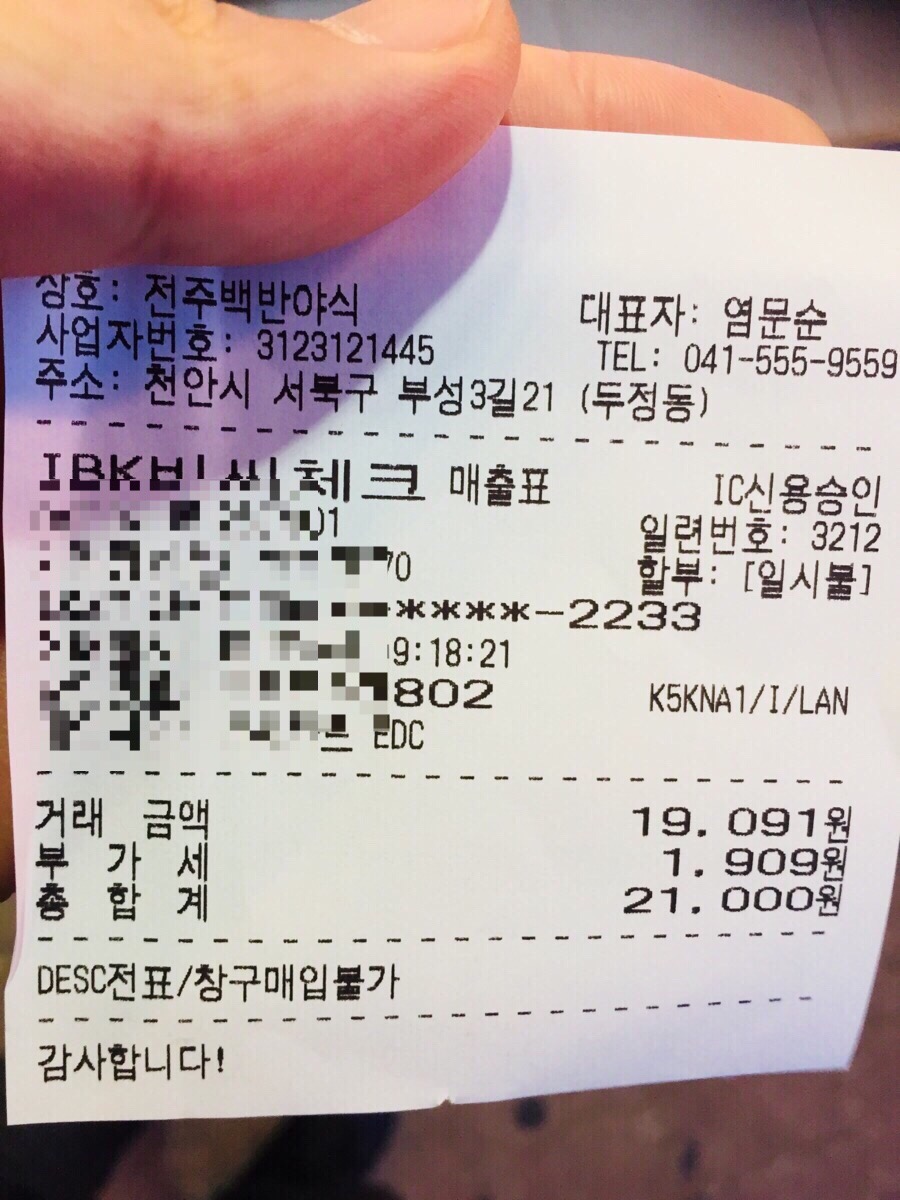 상호: 전주백반야식 대표자: 염문순
사업자번호: 3123121445 TEL: 041-555-9559
주소: 천안시 서북구 부성3길21 (두정동)
IBK비씨체크 매출표 IC신용승인
01 일련번호: 3212
70 할부: [일시불]
****-2233
9:18:21
802 K5KNA1/I/LAN
드 EDC
거래 금액 19.091원
부 가 세 1.909원
총 합 계 21.000원
DESC전표/창구매입불가
감사합니다!